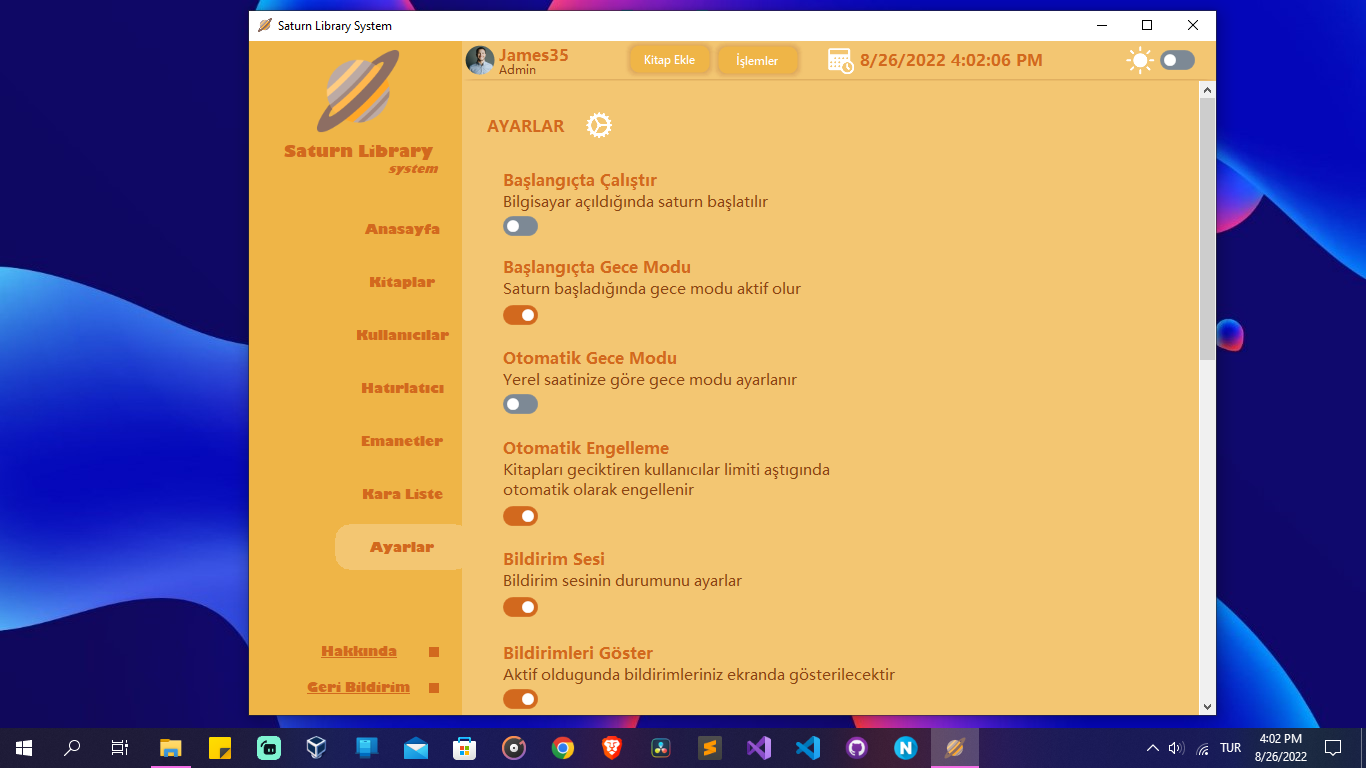 Saturn Library System
Saturn Library
system
Anasayfa
Kitaplar
Kullanıcılar
Hatırlatıcı
Emanetler
Kara Liste
Ayarlar
Hakkında
Geri Bildirim
James35
Admin
Kitap Ekle
İşlemler
8/26/2022 4:02:06 PM
AYARLAR
Başlangıçta Çalıştır
Bilgisayar açıldığında saturn başlatılır
Başlangıçta Gece Modu
Saturn başladığında gece modu aktif olur
Otomatik Gece Modu
Yerel saatinize göre gece modu ayarlanır
Otomatik Engelleme
Kitapları geciktiren kullanıcılar limiti aştıgında
otomatik olarak engellenir
Bildirim Sesi
Bildirim sesinin durumunu ayarlar
Bildirimleri Göster
Aktif oldugunda bildirimleriniz ekranda gösterilecektir
TUR
4:02 PM
8/26/2022